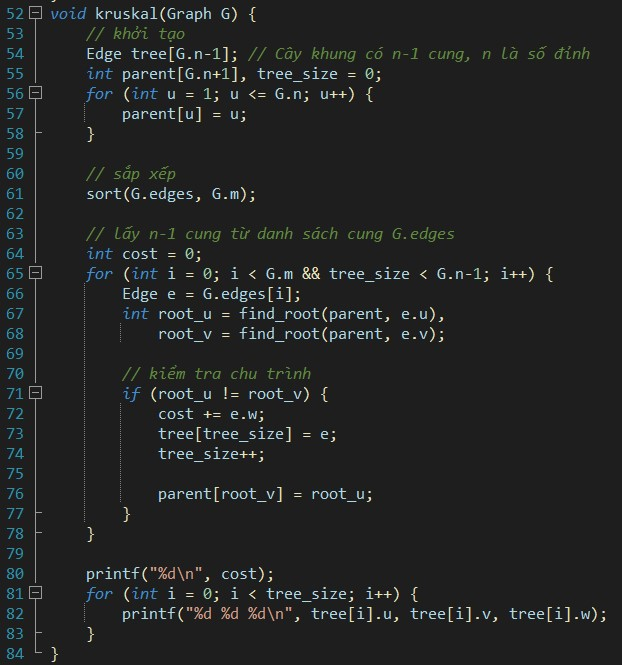 52 void kruskal(Graph G) {
53     // khởi tạo
54     Edge tree[G.n-1]; // Cây khung có n-1 cung, n là số đỉnh
55     int parent[G.n+1], tree_size = 0;
56     for (int u = 1; u <= G.n; u++) {
57         parent[u] = u;
58     }
59
60     // sắp xếp
61     sort(G.edges, G.m);
62
63     // lấy n-1 cung từ danh sách cung G.edges
64     int cost = 0;
65     for (int i = 0; i < G.m && tree_size < G.n-1; i++) {
66         Edge e = G.edges[i];
67         int root_u = find_root(parent, e.u),
68             root_v = find_root(parent, e.v);
69
70         // kiểm tra chu trình
71         if (root_u != root_v) {
72             cost += e.w;
73             tree[tree_size] = e;
74             tree_size++;
75
76             parent[root_v] = root_u;
77         }
78     }
79
80     printf("%d\n", cost);
81     for (int i = 0; i < tree_size; i++) {
82         printf("%d %d %d\n", tree[i].u, tree[i].v, tree[i].w);
83     }
84 }